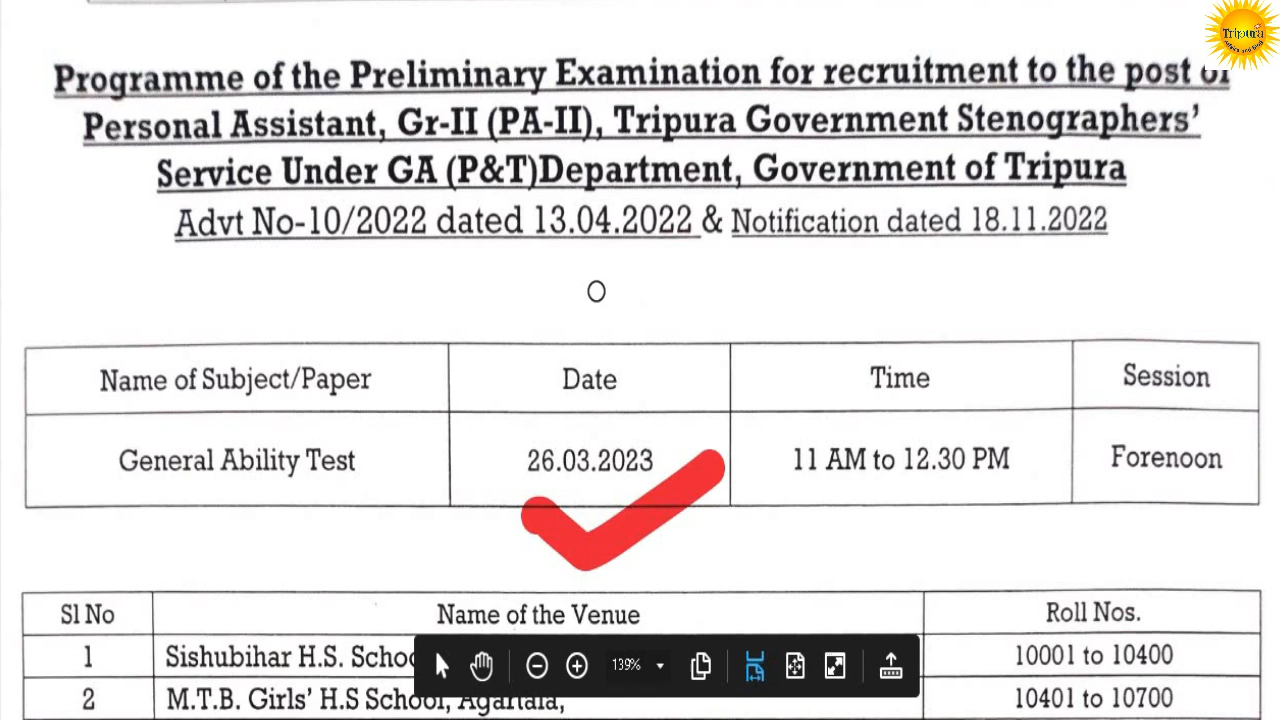 Tripura
Programme of the Preliminary Examination for recruitment to the post of
Personal Assistant, Gr-II (PA-II), Tripura Government Stenographers'
Service Under GA (P&T)Department, Government of Tripura
Advt No-10/2022 dated 13.04.2022 & Notification dated 18.11.2022
Name of Subject/Paper Date Time Session
General Ability Test 26.03.2023 11 AM to 12.30 PM Forenoon
Sl No Name of the Venue Roll Nos.
1 Sishubihar H.S. Schoo 10001 to 10400
139%
2 M.T.B. Girls' H.S School, Agartala, 10401 to 10700